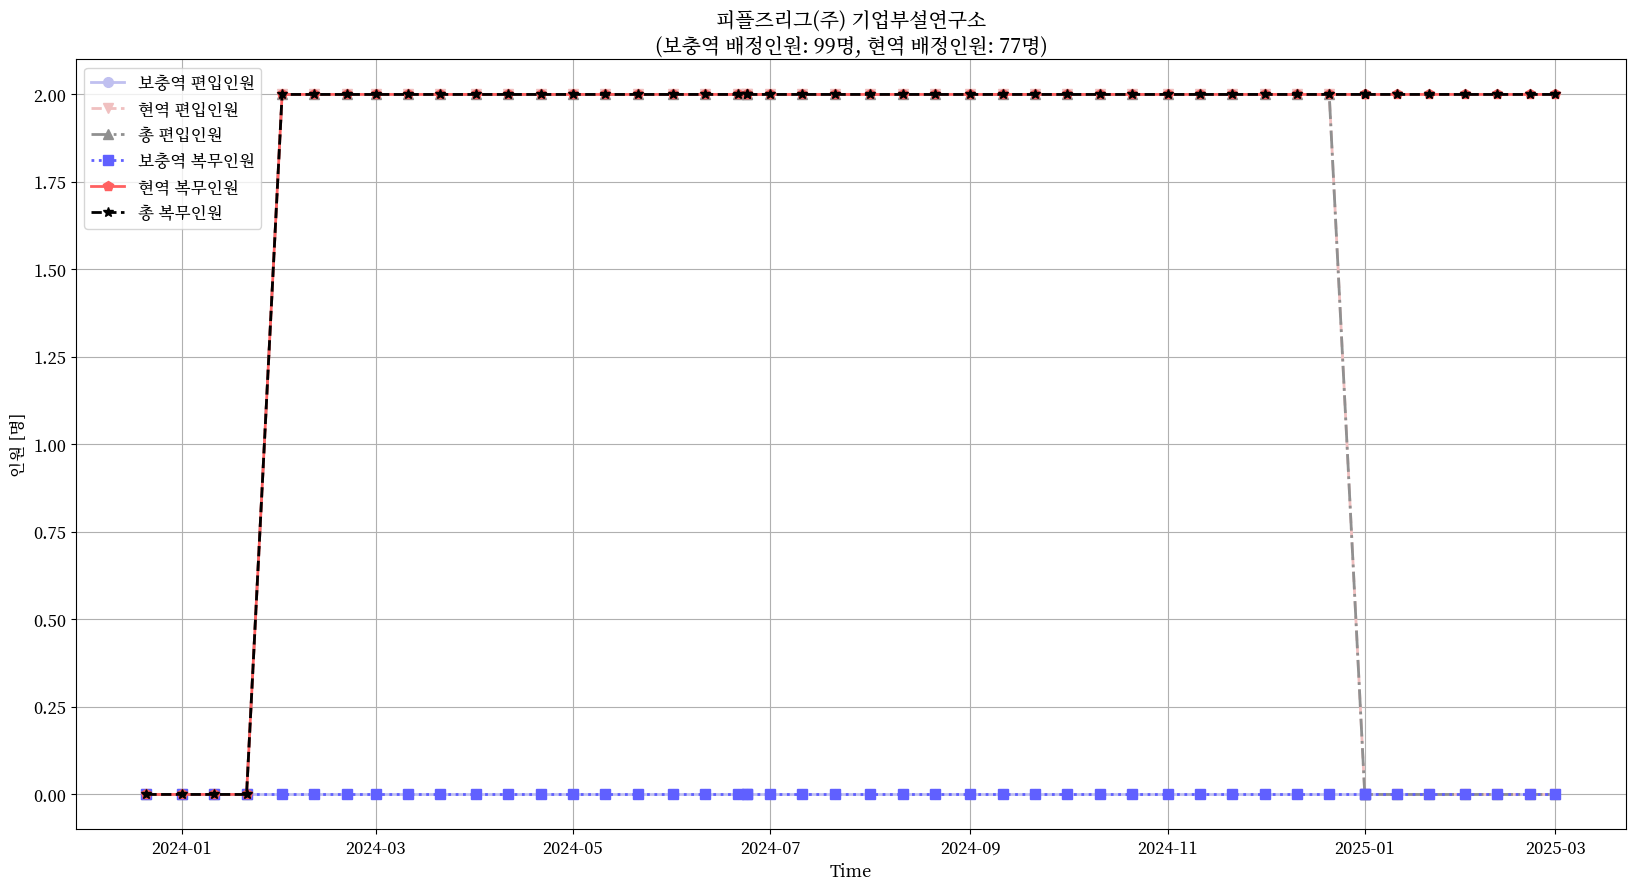 피플즈리그(주) 기업부설연구소
(보충역 배정인원: 99명, 현역 배정인원: 77명)
보충역 편입인원
현역 편입인원
총 편입인원
보충역 복무인원
현역 복무인원
총 복무인원
2.00
1.75
1.50
1.25
1.00
0.75
0.50
0.25
0.00
인원 [명]
2024-01 2024-03 2024-05 2024-07 2024-09 2024-11 2025-01 2025-03
Time